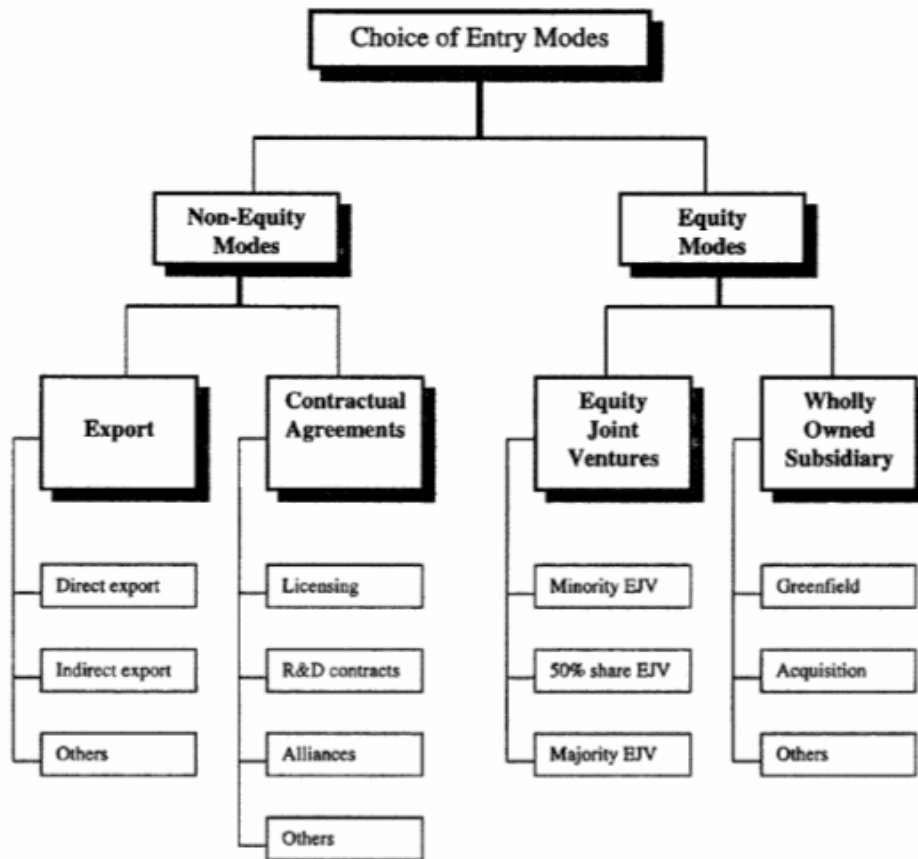 Choice of Entry Modes
Non-Equity
Modes
Equity
Modes
Export
Contractual
Agreements
Equity
Joint
Ventures
Wholly
Owned
Subsidiary
Direct export
Indirect export
Others
Licensing
R&D contracts
Alliances
Others
Minority EJV
50% share EJV
Majority EJV
Greenfield
Acquisition
Others